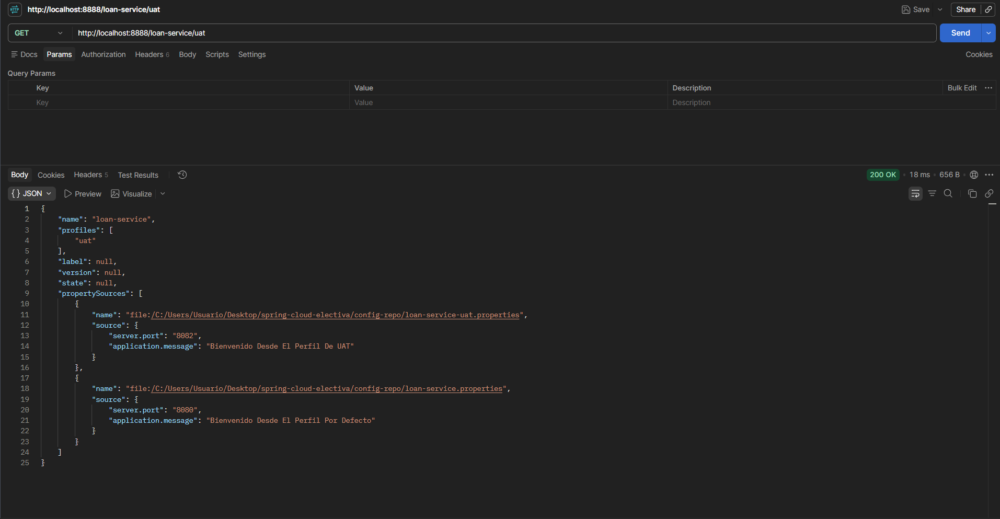 HTTP http://localhost:8888/loan-service/uat Save Share
GET http://localhost:8888/loan-service/uat Send
Docs Params Authorization Headers 6 Body Scripts Settings Cookies
Query Params
Key Value Description Bulk Edit
Key Value Description
Body Cookies Headers 5 Test Results 200 OK 18 ms 656 B
{} JSON Preview Visualize
1 {
2 "name": "loan-service",
3 "profiles": [
4 "uat"
5 ],
6 "label": null,
7 "version": null,
8 "state": null,
9 "propertySources": [
10 {
11 "name": "file:/C:/Users/Usuario/Desktop/spring-cloud-electiva/config-repo/loan-service-uat.properties",
12 "source": {
13 "server.port": "8082",
14 "application.message": "Bienvenido Desde El Perfil De UAT"
15 }
16 },
17 {
18 "name": "file:/C:/Users/Usuario/Desktop/spring-cloud-electiva/config-repo/loan-service.properties",
19 "source": {
20 "server.port": "8080",
21 "application.message": "Bienvenido Desde El Perfil Por Defecto"
22 }
23 }
24 ]
25 }